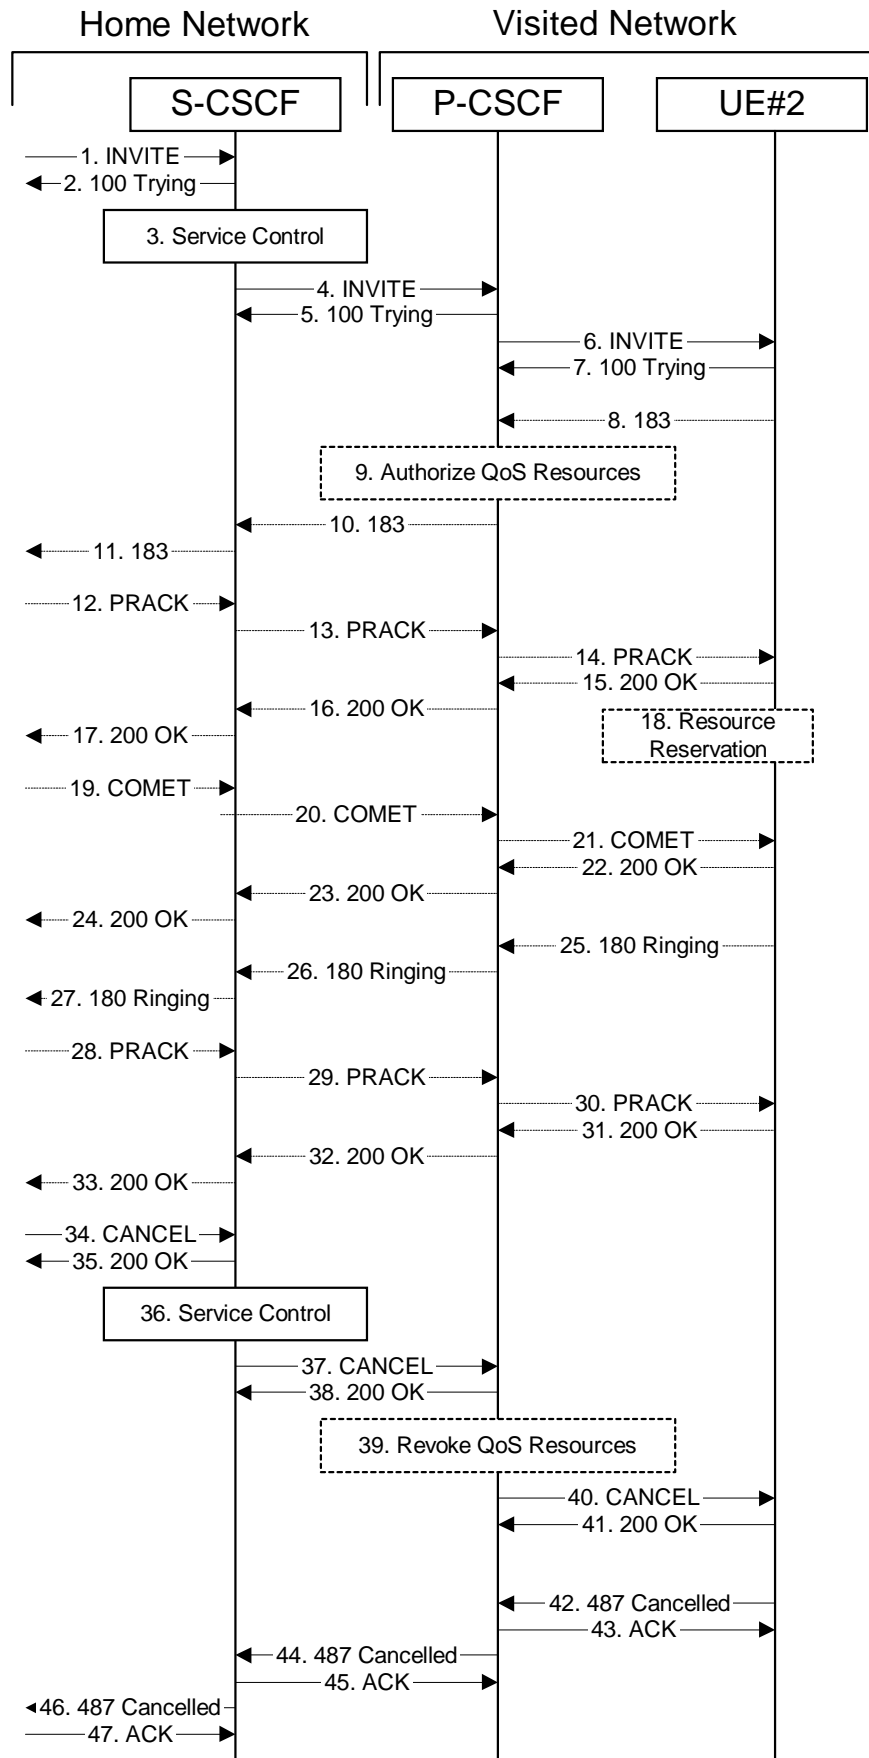 Home Network
Visited Network
S-CSCF
P-CSCF
UE#2
1. INVITE
2. 100 Trying
3. Service Control
4. INVITE
5. 100 Trying
6. INVITE
7. 100 Trying
8. 183
9. Authorize QoS Resources
10. 183
11. 183
12. PRACK
13. PRACK
14. PRACK
15. 200 OK
16. 200 OK
17. 200 OK
18. Resource
Reservation
19. COMET
20. COMET
21. COMET
22. 200 OK
23. 200 OK
24. 200 OK
25. 180 Ringing
26. 180 Ringing
27. 180 Ringing
28. PRACK
29. PRACK
30. PRACK
31. 200 OK
32. 200 OK
33. 200 OK
34. CANCEL
35. 200 OK
36. Service Control
37. CANCEL
38. 200 OK
39. Revoke QoS Resources
40. CANCEL
41. 200 OK
42. 487 Cancelled
43. ACK
44. 487 Cancelled
45. ACK
46. 487 Cancelled
47. ACK